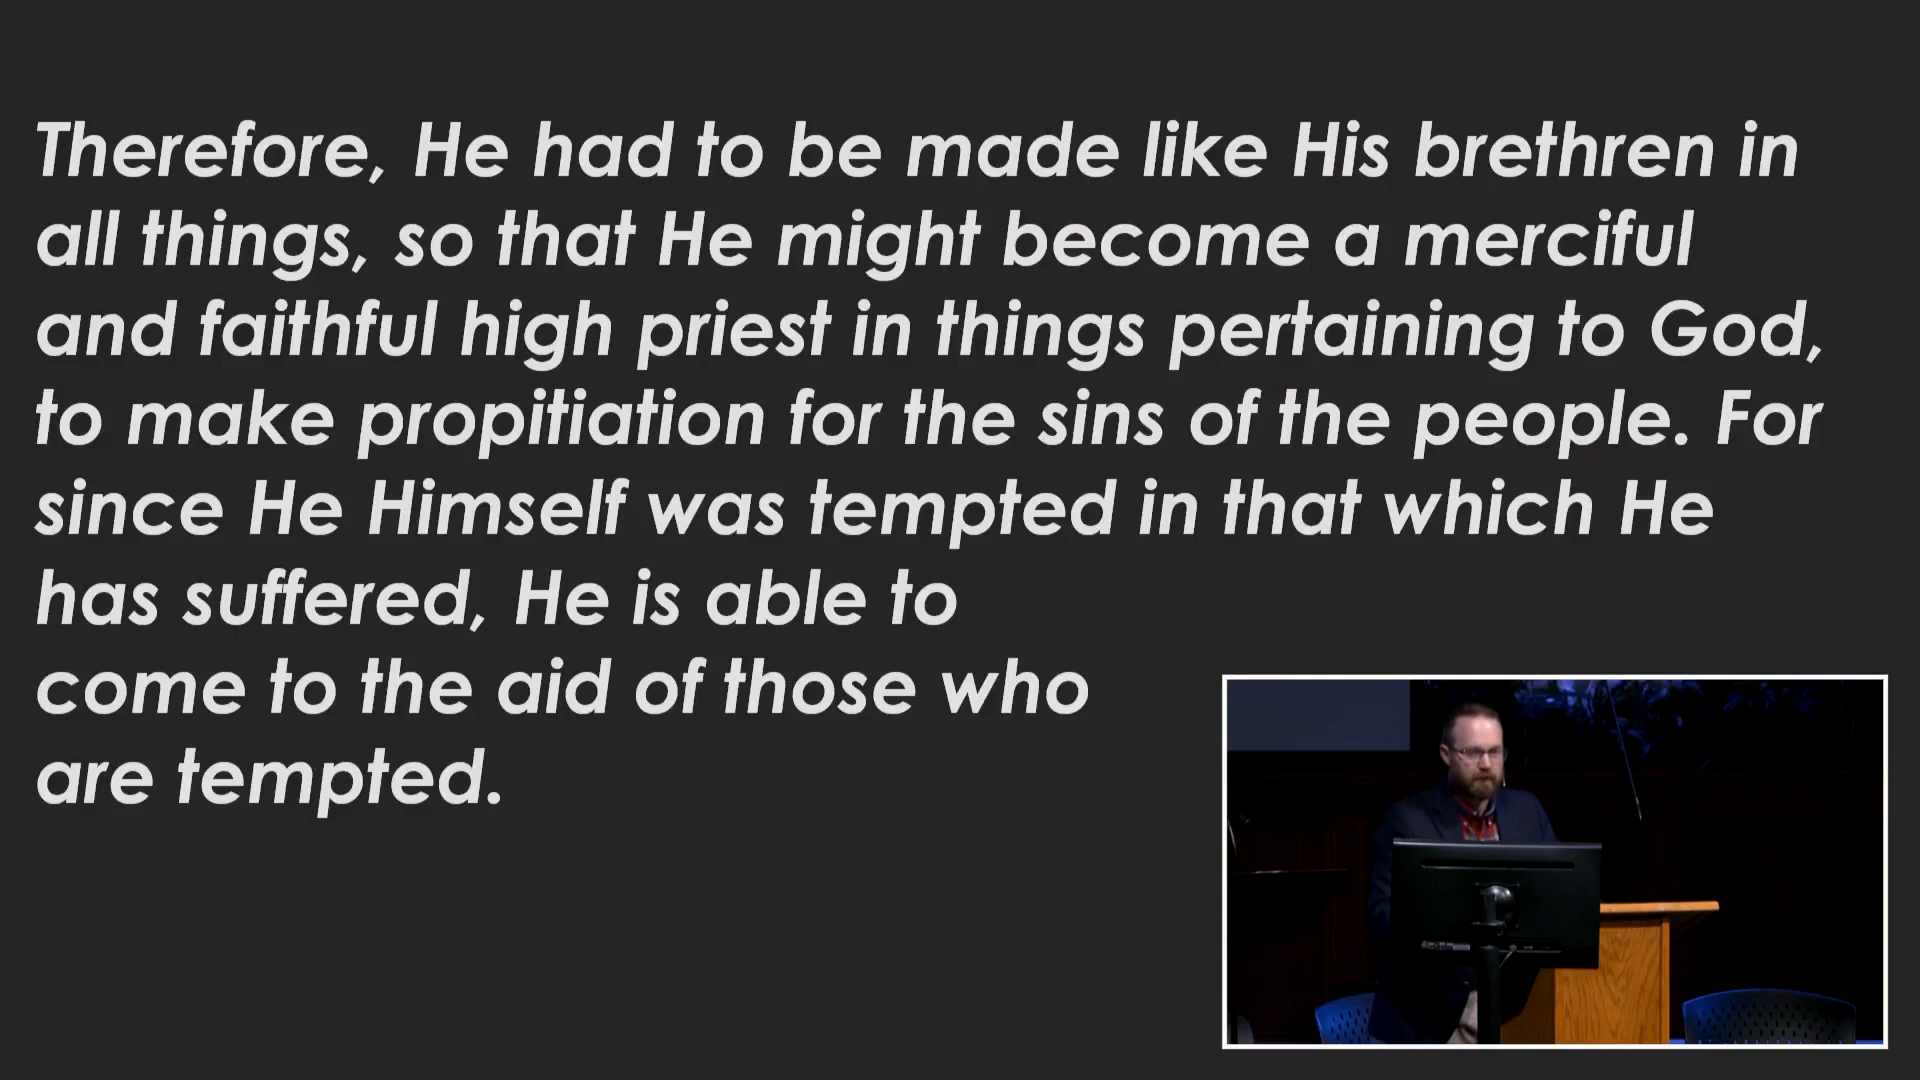 Therefore, He had to be made like His brethren in
all things, so that He might become a merciful
and faithful high priest in things pertaining to God,
to make propitiation for the sins of the people. For
since He Himself was tempted in that which He
has suffered, He is able to
come to the aid of those who
are tempted.